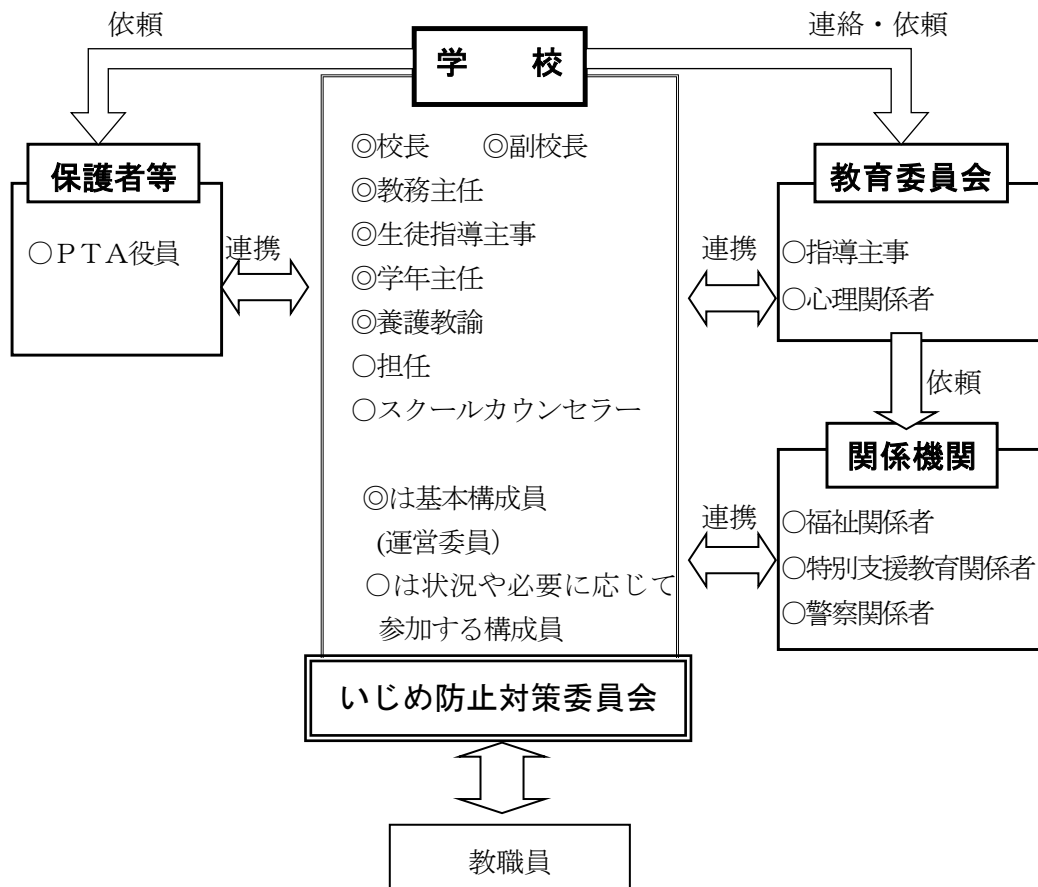 依頼
連絡・依頼
学　校
◎校長　◎副校長
◎教務主任
◎生徒指導主事
◎学年主任
◎養護教諭
○担任
○スクールカウンセラー
◎は基本構成員
(運営委員）
○は状況や必要に応じて
参加する構成員
いじめ防止対策委員会
教職員
保護者等
○ＰＴＡ役員
連携
教育委員会
○指導主事
○心理関係者
連携
依頼
関係機関
○福祉関係者
○特別支援教育関係者
○警察関係者
連携